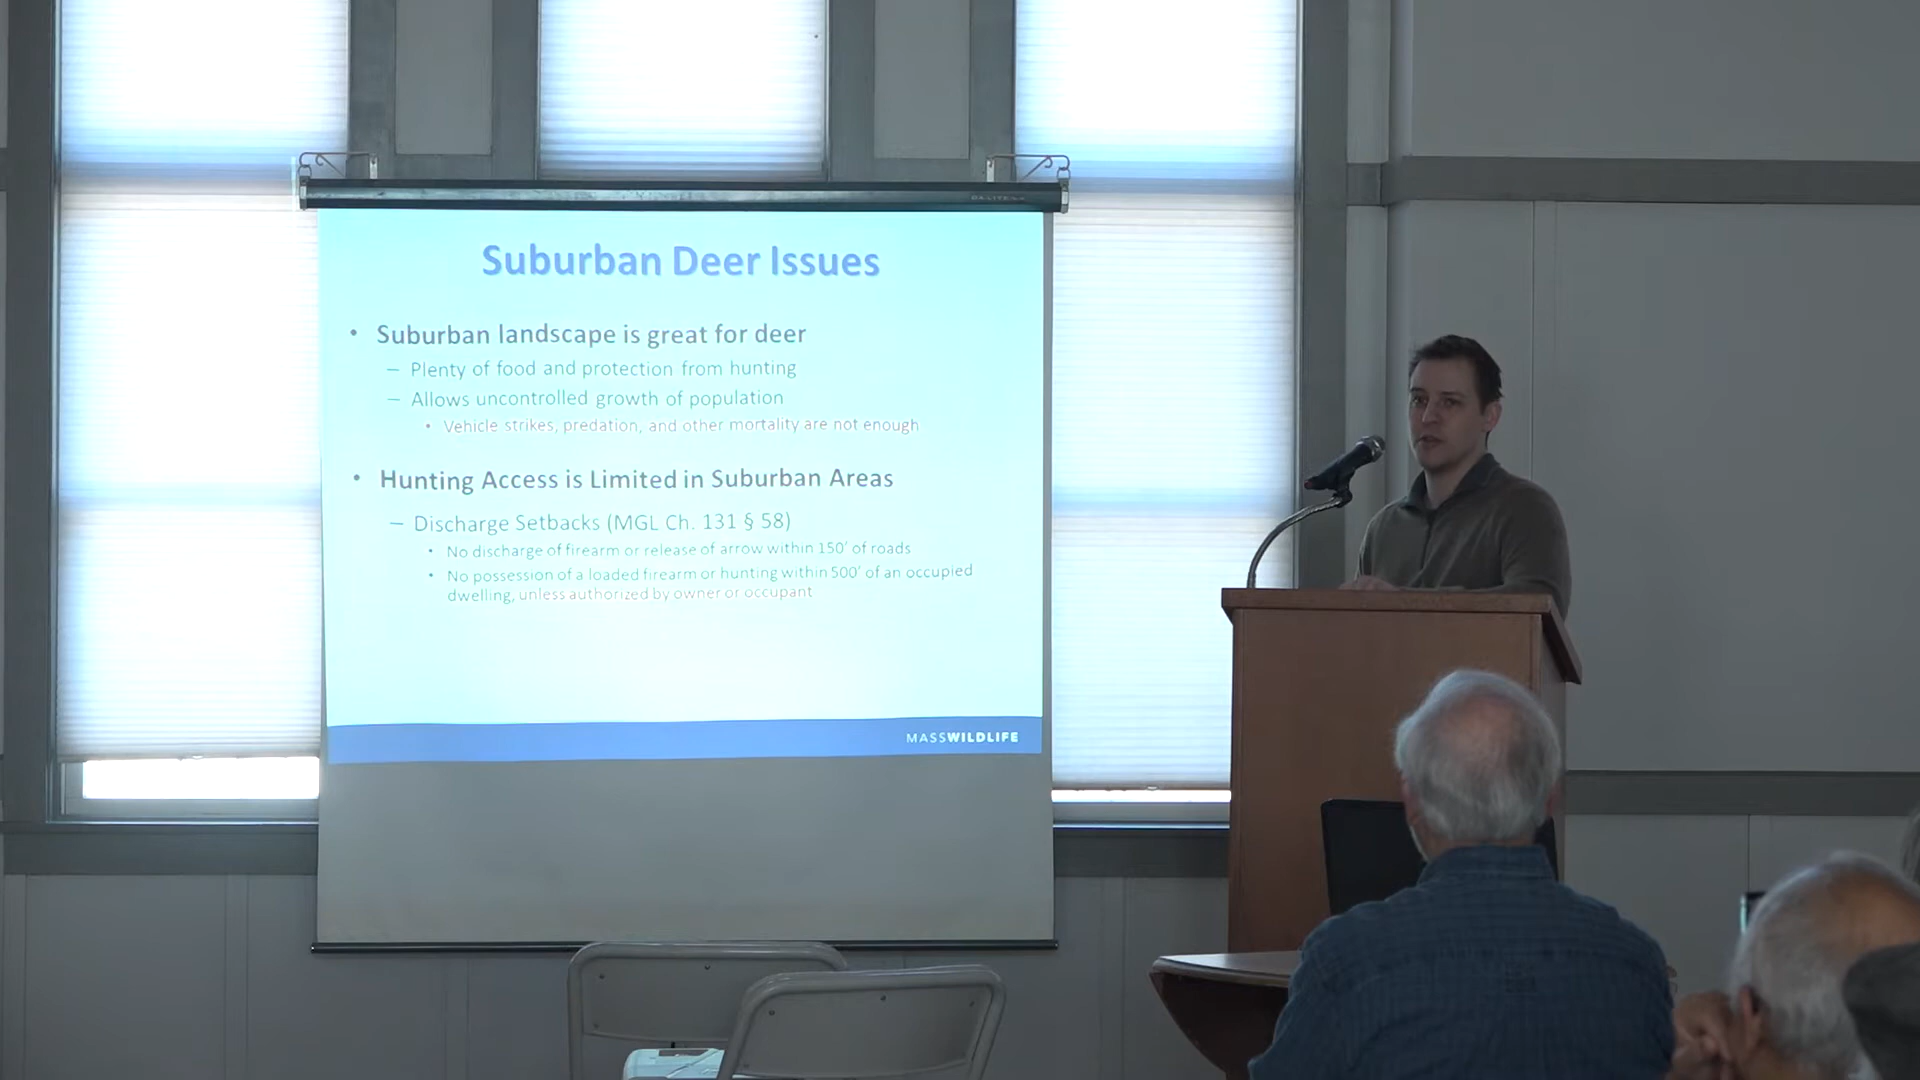 Suburban Deer Issues
• Suburban landscape is great for deer
– Plenty of food and protection from hunting
– Allows uncontrolled growth of population
• Vehicle strikes, predation, and other mortality are not enough
• Hunting Access is Limited in Suburban Areas
– Discharge Setbacks (MGL Ch. 131 § 58)
• No discharge of firearm or release of arrow within 150' of roads
• No possession of a loaded firearm or hunting within 500' of an occupied
dwelling, unless authorized by owner or occupant
MASSWILDLIFE